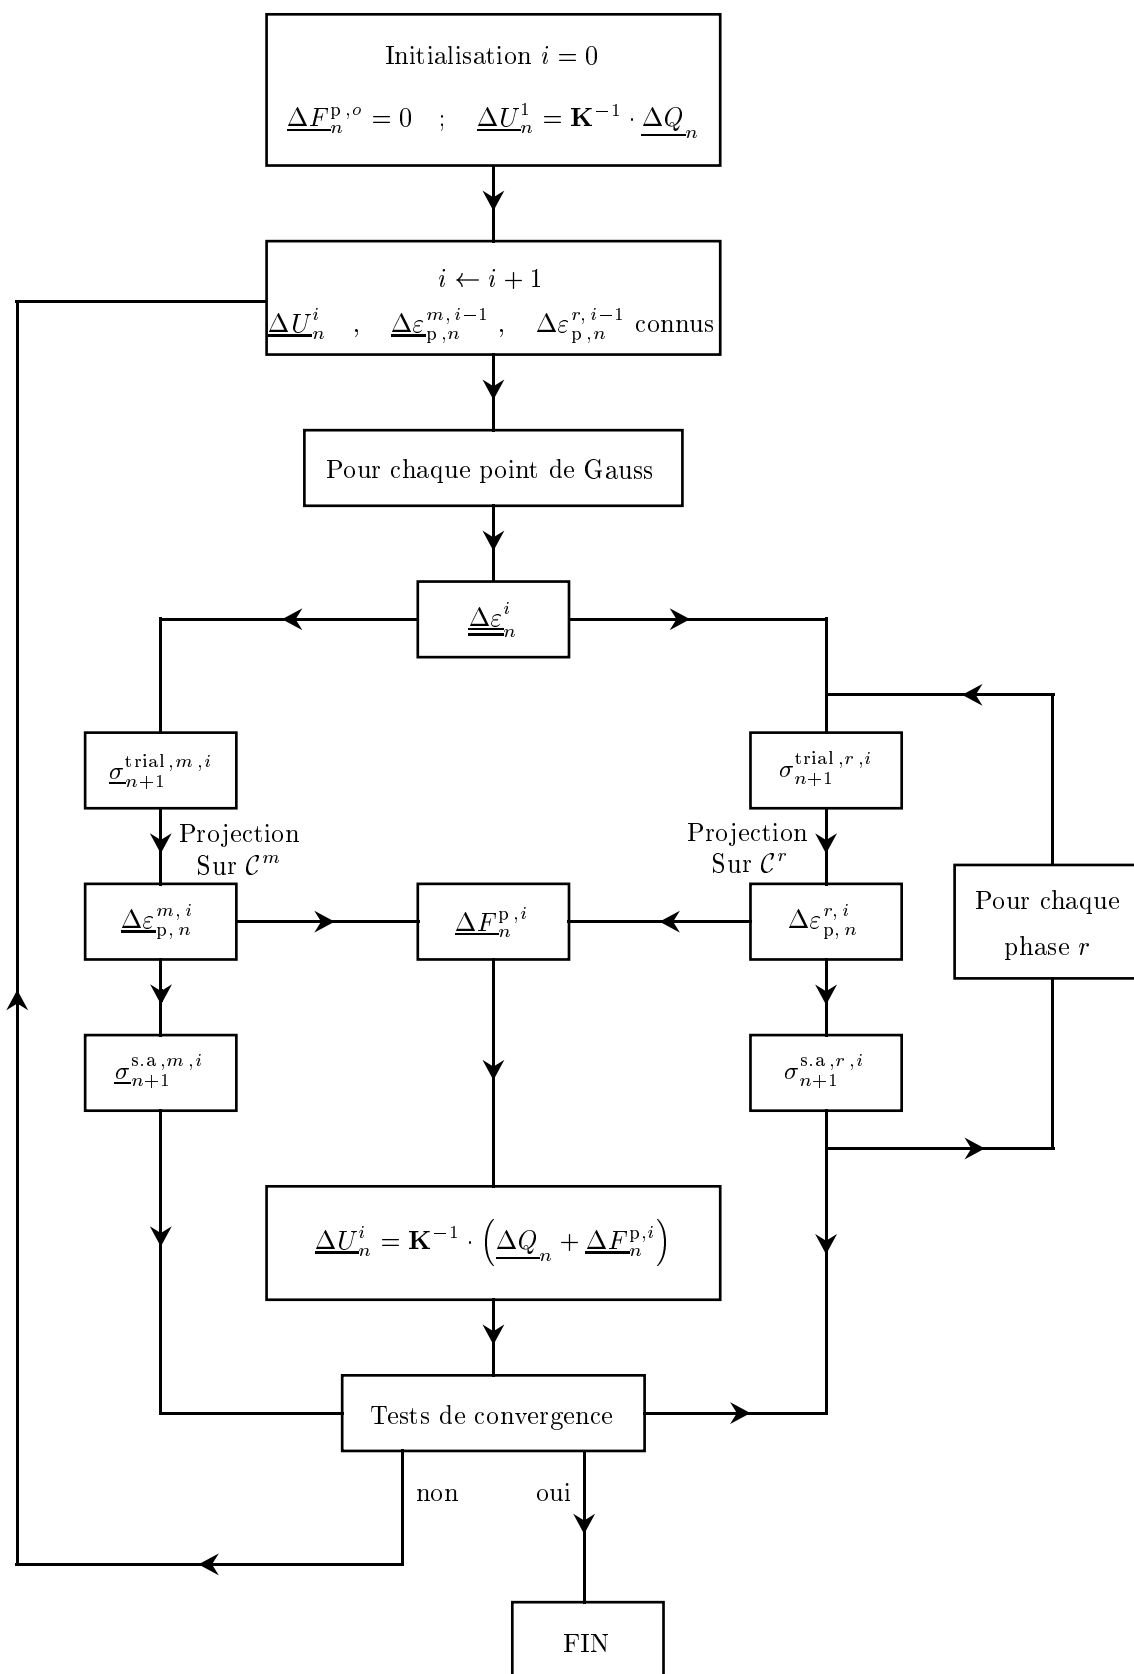 Initialisation i = 0
ΔF_n^{p,o} = 0 ; ΔU_n^1 = K^{−1} · ΔQ_n
i ← i + 1
ΔU_n^i , Δε_{p,n}^{m,i−1} , Δε_{p,n}^{r,i−1} connus
Pour chaque point de Gauss
Δε_n^i
σ_{n+1}^{trial,m,i}
σ_{n+1}^{trial,r,i}
Projection
Sur C^m
Projection
Sur C^r
Δε_{p,n}^{m,i}
ΔF_n^{p,i}
Δε_{p,n}^{r,i}
Pour chaque
phase r
σ_{n+1}^{s.a,m,i}
σ_{n+1}^{s.a,r,i}
ΔU_n^i = K^{−1} · (ΔQ_n + ΔF_n^{p,i})
Tests de convergence
non
oui
FIN